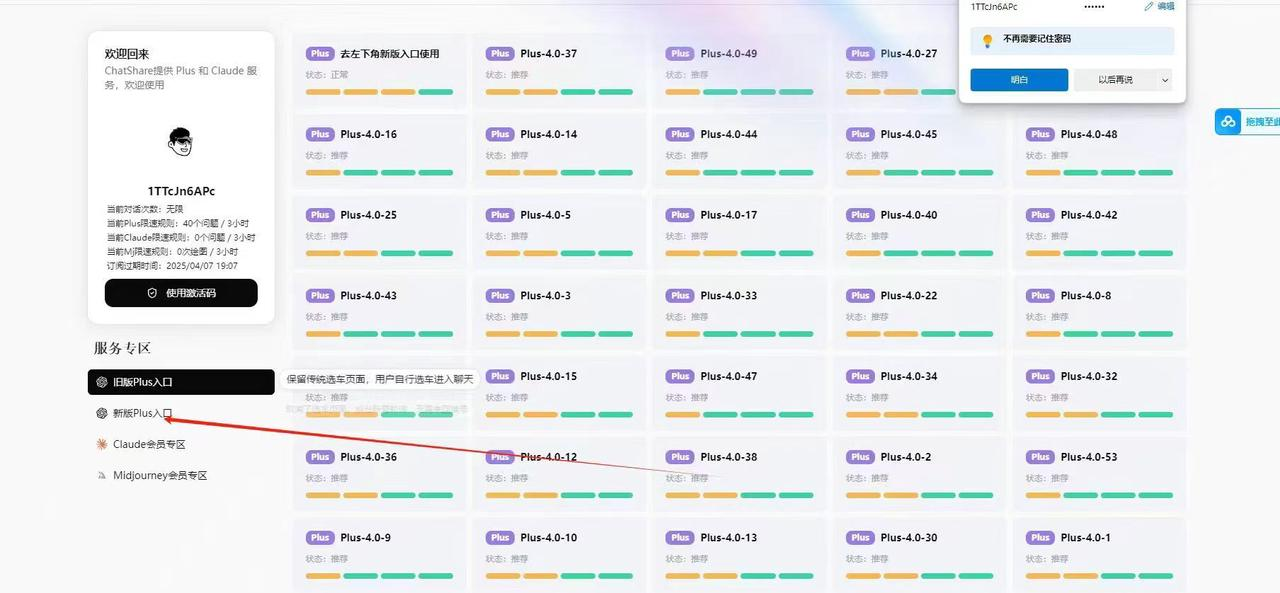 欢迎回来
ChatShare提供 Plus 和 Claude 服
务，欢迎使用
1TTcJn6APc
当前对话次数：无限
当前Plus限速规则：40个问题 / 3小时
当前Claude限速规则：0个问题 / 3小时
当前Mj限速规则：0次绘图 / 3小时
订阅过期时间：2025/04/07 19:07
使用激活码
服务专区
旧版Plus入口
保留传统选车页面，用户自行选车进入聊天
新版Plus入口
Claude会员专区
Midjourney会员专区
Plus 去左下角新版入口使用
状态：正常
Plus Plus-4.0-37
状态：推荐
Plus Plus-4.0-49
状态：推荐
Plus Plus-4.0-27
状态：推荐
Plus Plus-4.0-16
状态：推荐
Plus Plus-4.0-14
状态：推荐
Plus Plus-4.0-44
状态：推荐
Plus Plus-4.0-45
状态：推荐
Plus Plus-4.0-48
状态：推荐
Plus Plus-4.0-25
状态：推荐
Plus Plus-4.0-5
状态：推荐
Plus Plus-4.0-17
状态：推荐
Plus Plus-4.0-40
状态：推荐
Plus Plus-4.0-42
状态：推荐
Plus Plus-4.0-43
状态：推荐
Plus Plus-4.0-3
状态：推荐
Plus Plus-4.0-33
状态：推荐
Plus Plus-4.0-22
状态：推荐
Plus Plus-4.0-8
状态：推荐
状态：推荐
Plus Plus-4.0-15
状态：推荐
Plus Plus-4.0-47
状态：推荐
Plus Plus-4.0-34
状态：推荐
Plus Plus-4.0-32
状态：推荐
Plus Plus-4.0-36
状态：推荐
Plus Plus-4.0-12
状态：推荐
Plus Plus-4.0-38
状态：推荐
Plus Plus-4.0-2
状态：推荐
Plus Plus-4.0-53
状态：推荐
Plus Plus-4.0-9
状态：推荐
Plus Plus-4.0-10
状态：推荐
Plus Plus-4.0-13
状态：推荐
Plus Plus-4.0-30
状态：推荐
Plus Plus-4.0-1
状态：推荐
1TTcJn6APc •••••• 编辑
不再需要记住密码
明白 以后再说
拖拽至此